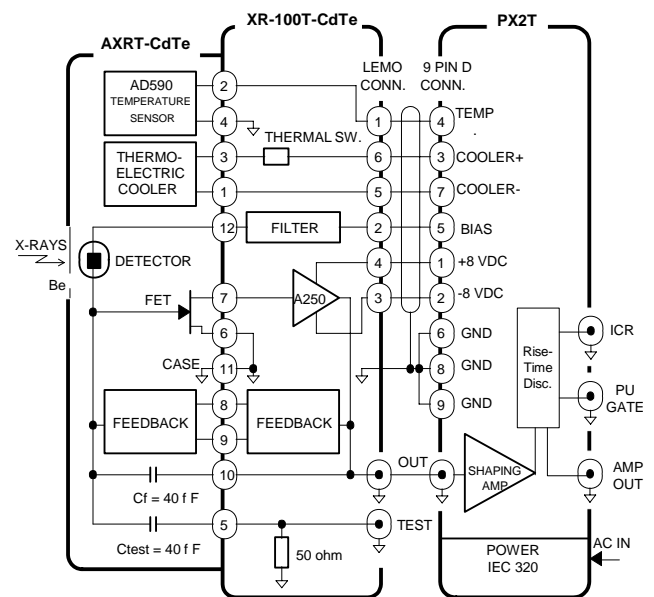 XR-100T-CdTe
PX2T
AXRT-CdTe
LEMO
CONN.
9 PIN D
CONN.
AD590
TEMPERATURE
SENSOR
2
4
1
4
TEMP
.
THERMAL SW.
THERMO-
ELECTRIC
COOLER
3
6
3
COOLER+
1
5
7
COOLER-
12
FILTER
2
5
BIAS
X-RAYS
Be
DETECTOR
4
1
+8 VDC
FET
7
A250
3
2
-8 VDC
6
6
GND
ICR
Rise-
Time
Disc.
CASE
11
8
GND
PU
GATE
FEEDBACK
8
9
FEEDBACK
9
GND
10
OUT
SHAPING
AMP
AMP
OUT
Cf = 40 f F
5
TEST
Ctest = 40 f F
50 ohm
POWER
IEC 320
AC IN